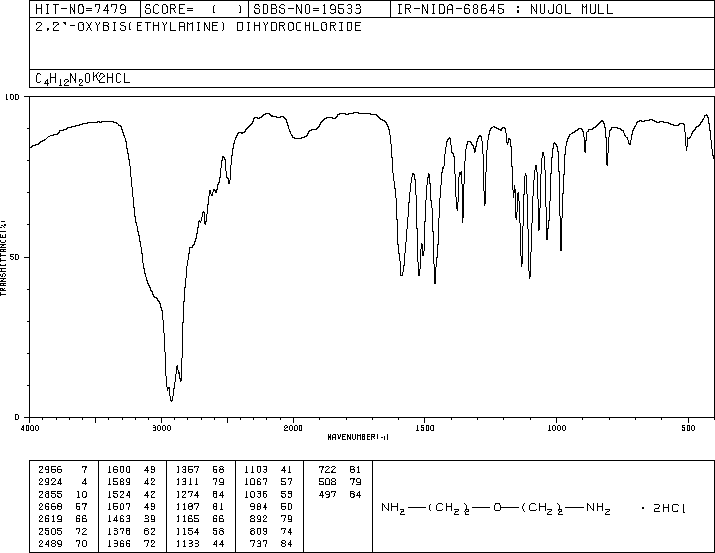 HIT-NO=7479 SCORE= ( ) SDBS-NO=19533 IR-NIDA-68645 : NUJOL MULL
2,2'-OXYBIS(ETHYLAMINE) DIHYDROCHLORIDE
C4H12N2O 2HCL
100
50
0
TRANSMITTANCE(%)
4000 3000 2000 1500 1000 500
WAVENUMBER(-1)
2966 7 1600 49 1367 68 1103 41 722 81
2924 4 1589 42 1311 79 1067 57 508 79
2855 10 1524 42 1274 64 1036 53 497 84
2668 57 1507 49 1187 81 984 50
2619 66 1463 39 1165 66 892 79
2505 72 1378 62 1154 58 809 74
2489 70 1366 72 1133 44 737 84
NH2—(CH2)2—O—(CH2)2—NH2 · 2HCl